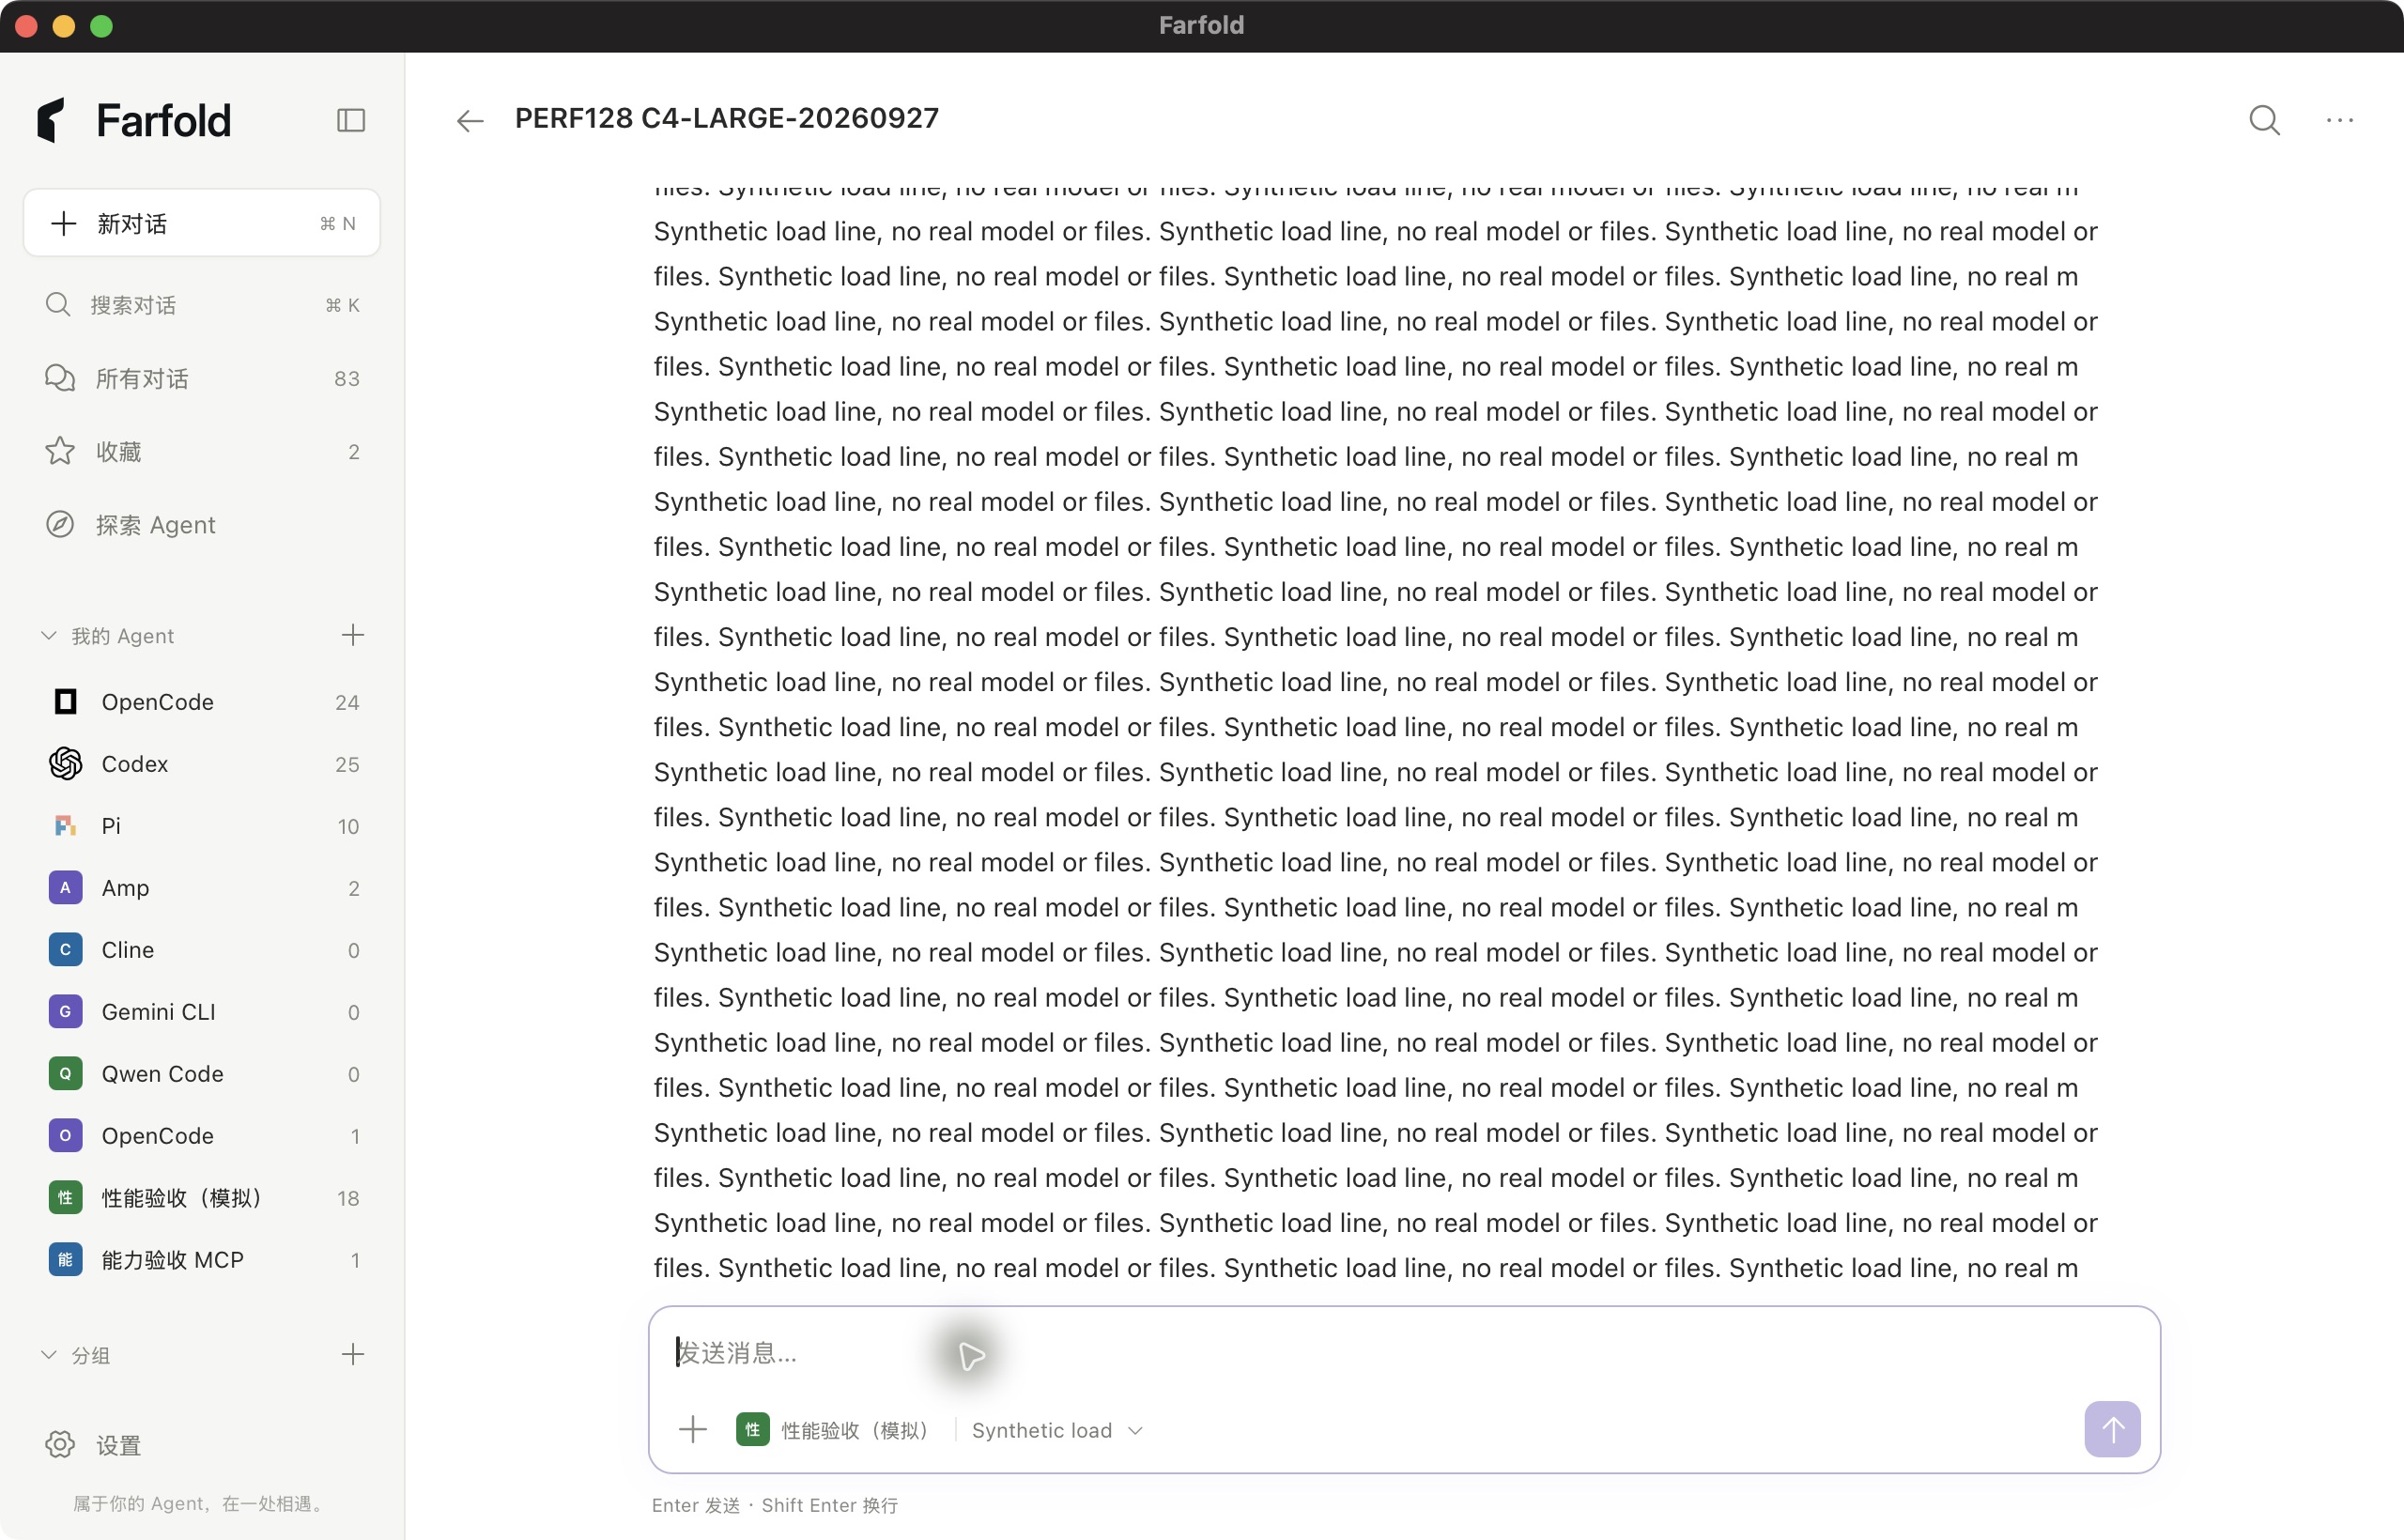 Farfold
Farfold
新对话
⌘ N
搜索对话
⌘ K
所有对话
83
收藏
2
探索 Agent
我的 Agent
OpenCode
24
Codex
25
Pi
10
A
Amp
2
C
Cline
0
G
Gemini CLI
0
Q
Qwen Code
0
O
OpenCode
1
性
性能验收（模拟）
18
能
能力验收 MCP
1
分组
设置
属于你的 Agent，在一处相遇。
PERF128 C4-LARGE-20260927
files. Synthetic load line, no real model or files. Synthetic load line, no real model or files. Synthetic load line, no real m
Synthetic load line, no real model or files. Synthetic load line, no real model or files. Synthetic load line, no real model or
files. Synthetic load line, no real model or files. Synthetic load line, no real model or files. Synthetic load line, no real m
Synthetic load line, no real model or files. Synthetic load line, no real model or files. Synthetic load line, no real model or
files. Synthetic load line, no real model or files. Synthetic load line, no real model or files. Synthetic load line, no real m
Synthetic load line, no real model or files. Synthetic load line, no real model or files. Synthetic load line, no real model or
files. Synthetic load line, no real model or files. Synthetic load line, no real model or files. Synthetic load line, no real m
Synthetic load line, no real model or files. Synthetic load line, no real model or files. Synthetic load line, no real model or
files. Synthetic load line, no real model or files. Synthetic load line, no real model or files. Synthetic load line, no real m
Synthetic load line, no real model or files. Synthetic load line, no real model or files. Synthetic load line, no real model or
files. Synthetic load line, no real model or files. Synthetic load line, no real model or files. Synthetic load line, no real m
Synthetic load line, no real model or files. Synthetic load line, no real model or files. Synthetic load line, no real model or
files. Synthetic load line, no real model or files. Synthetic load line, no real model or files. Synthetic load line, no real m
Synthetic load line, no real model or files. Synthetic load line, no real model or files. Synthetic load line, no real model or
files. Synthetic load line, no real model or files. Synthetic load line, no real model or files. Synthetic load line, no real m
Synthetic load line, no real model or files. Synthetic load line, no real model or files. Synthetic load line, no real model or
files. Synthetic load line, no real model or files. Synthetic load line, no real model or files. Synthetic load line, no real m
Synthetic load line, no real model or files. Synthetic load line, no real model or files. Synthetic load line, no real model or
files. Synthetic load line, no real model or files. Synthetic load line, no real model or files. Synthetic load line, no real m
Synthetic load line, no real model or files. Synthetic load line, no real model or files. Synthetic load line, no real model or
files. Synthetic load line, no real model or files. Synthetic load line, no real model or files. Synthetic load line, no real m
Synthetic load line, no real model or files. Synthetic load line, no real model or files. Synthetic load line, no real model or
files. Synthetic load line, no real model or files. Synthetic load line, no real model or files. Synthetic load line, no real m
Synthetic load line, no real model or files. Synthetic load line, no real model or files. Synthetic load line, no real model or
files. Synthetic load line, no real model or files. Synthetic load line, no real model or files. Synthetic load line, no real m
发送消息...
性
性能验收（模拟）
Synthetic load
Enter 发送 · Shift Enter 换行